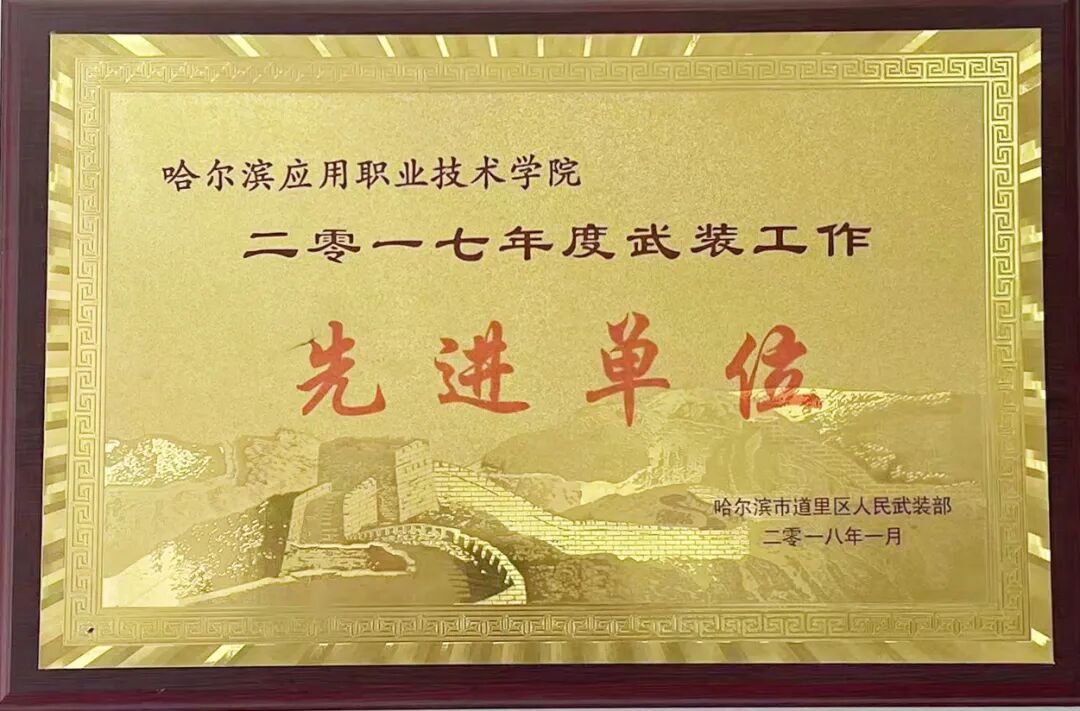 哈尔滨应用职业技术学院
二零一七年度武装工作
先进单位
哈尔滨市道里区人民武装部
二零一八年一月